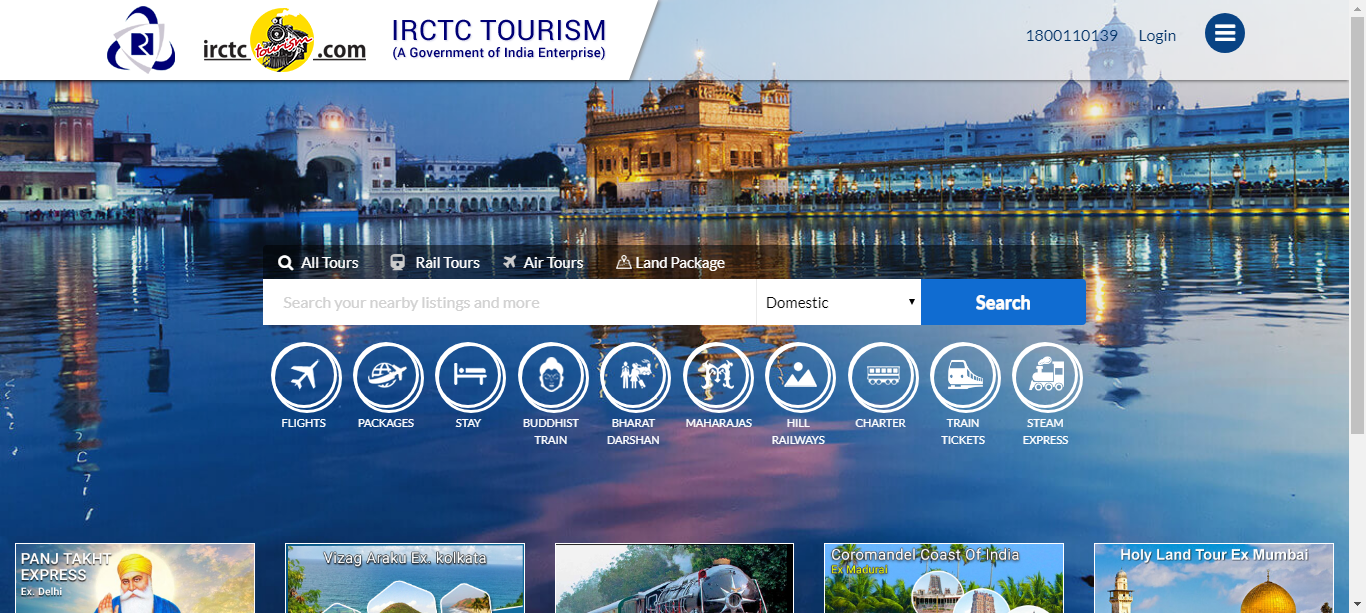 irctc tourism .com
IRCTC TOURISM
(A Government of India Enterprise)
1800110139
Login
All Tours
Rail Tours
Air Tours
Land Package
Search your nearby listings and more
Domestic
Search
FLIGHTS
PACKAGES
STAY
BUDDHIST
TRAIN
BHARAT
DARSHAN
MAHARAJAS
HILL
RAILWAYS
CHARTER
TRAIN
TICKETS
STEAM
EXPRESS
PANJ TAKHT
EXPRESS
Ex. Delhi
Vizag Araku Ex. kolkata
Coromandel Coast Of India
Ex Madurai
Holy Land Tour Ex Mumbai